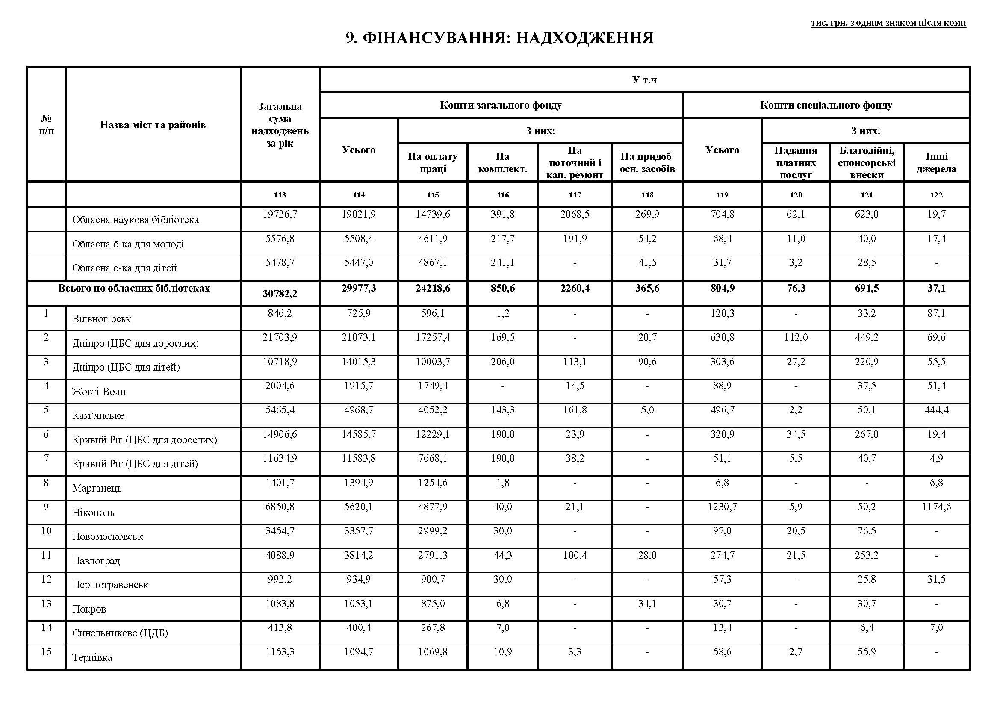 тис. грн. з одним знаком після коми
9. ФІНАНСУВАННЯ: НАДХОДЖЕННЯ
№ п/п Назва міст та районів Загальна сума надходжень за рік У т.ч
Кошти загального фонду Кошти спеціального фонду
Усього З них: Усього З них:
На оплату праці На комплект. На поточний і кап. ремонт На придоб. осн. засобів Надання платних послуг Благодійні, спонсорські внески Інші джерела
113 114 115 116 117 118 119 120 121 122
Обласна наукова бібліотека 19726,7 19021,9 14739,6 391,8 2068,5 269,9 704,8 62,1 623,0 19,7
Обласна б-ка для молоді 5576,8 5508,4 4611,9 217,7 191,9 54,2 68,4 11,0 40,0 17,4
Обласна б-ка для дітей 5478,7 5447,0 4867,1 241,1 - 41,5 31,7 3,2 28,5 -
Всього по обласних бібліотеках 30782,2 29977,3 24218,6 850,6 2260,4 365,6 804,9 76,3 691,5 37,1
1 Вільногірськ 846,2 725,9 596,1 1,2 - - 120,3 - 33,2 87,1
2 Дніпро (ЦБС для дорослих) 21703,9 21073,1 17257,4 169,5 - 20,7 630,8 112,0 449,2 69,6
3 Дніпро (ЦБС для дітей) 10718,9 14015,3 10003,7 206,0 113,1 90,6 303,6 27,2 220,9 55,5
4 Жовті Води 2004,6 1915,7 1749,4 - 14,5 - 88,9 - 37,5 51,4
5 Кам’янське 5465,4 4968,7 4052,2 143,3 161,8 5,0 496,7 2,2 50,1 444,4
6 Кривий Ріг (ЦБС для дорослих) 14906,6 14585,7 12229,1 190,0 23,9 - 320,9 34,5 267,0 19,4
7 Кривий Ріг (ЦБС для дітей) 11634,9 11583,8 7668,1 190,0 38,2 - 51,1 5,5 40,7 4,9
8 Марганець 1401,7 1394,9 1254,6 1,8 - - 6,8 - - 6,8
9 Нікополь 6850,8 5620,1 4877,9 40,0 21,1 - 1230,7 5,9 50,2 1174,6
10 Новомосковськ 3454,7 3357,7 2999,2 30,0 - - 97,0 20,5 76,5 -
11 Павлоград 4088,9 3814,2 2791,3 44,3 100,4 28,0 274,7 21,5 253,2 -
12 Першотравенськ 992,2 934,9 900,7 30,0 - - 57,3 - 25,8 31,5
13 Покров 1083,8 1053,1 875,0 6,8 - 34,1 30,7 - 30,7 -
14 Синельникове (ЦДБ) 413,8 400,4 267,8 7,0 - - 13,4 - 6,4 7,0
15 Тернівка 1153,3 1094,7 1069,8 10,9 3,3 - 58,6 2,7 55,9 -